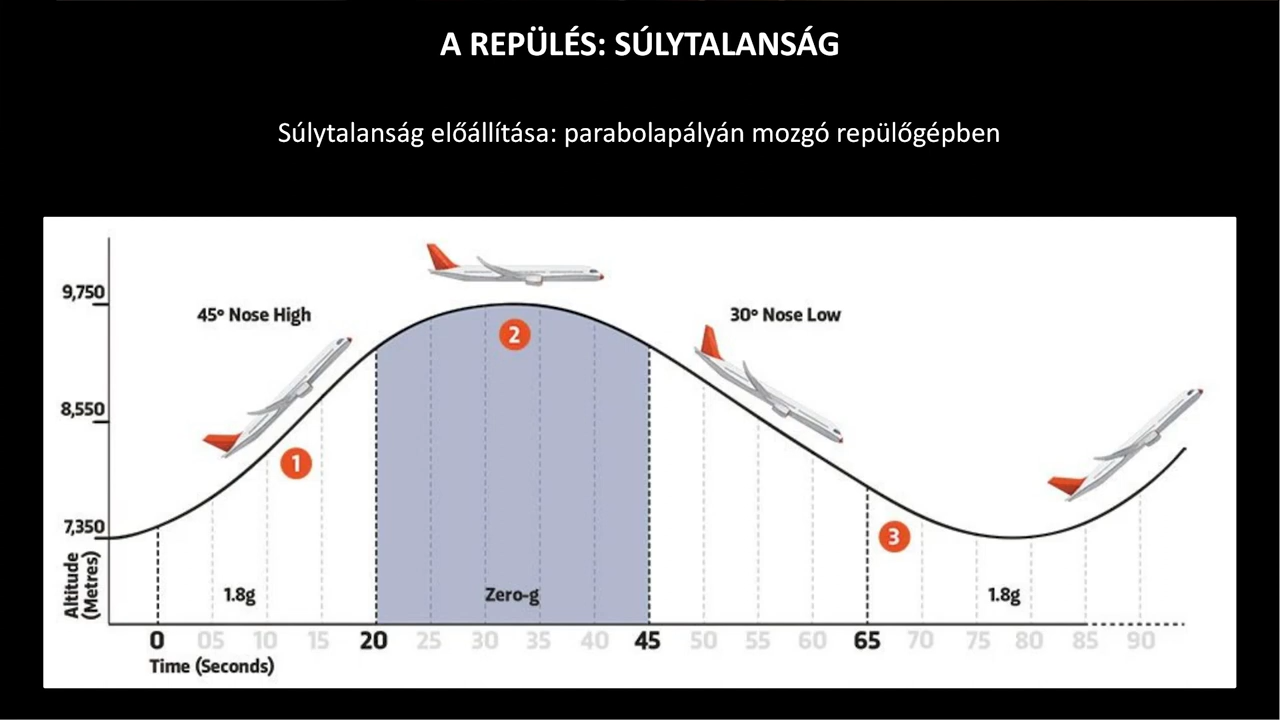 A REPÜLÉS: SÚLYTALANSÁG
Súlytalanság előállítása: parabolapályán mozgó repülőgépben
9,750
45º Nose High
2
30º Nose Low
8,550
1
7,350
3
Altitude
(Metres)
1.8g
Zero-g
1.8g
0 05 10 15 20 25 30 35 40 45 50 55 60 65 70 75 80 85 90
Time (Seconds)